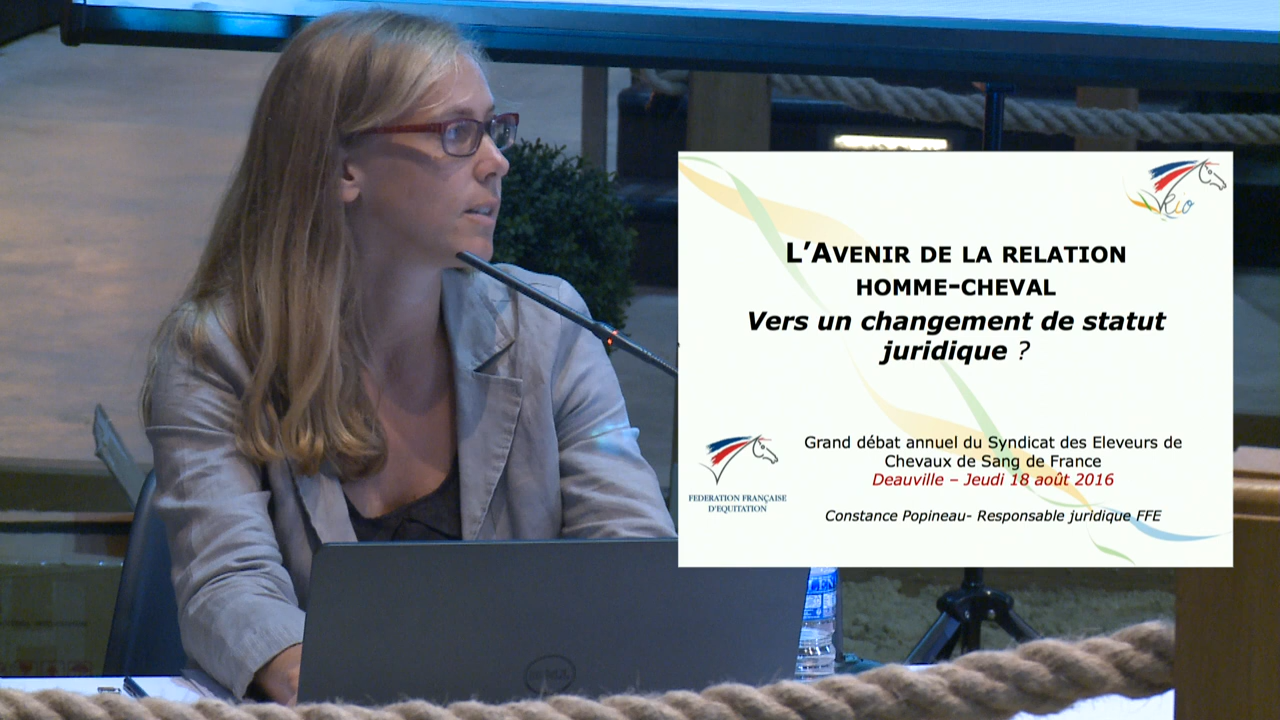 kio
L'AVENIR DE LA RELATION
HOMME-CHEVAL
Vers un changement de statut
juridique ?
Grand débat annuel du Syndicat des Eleveurs de
Chevaux de Sang de France
Deauville – Jeudi 18 août 2016
FEDERATION FRANÇAISE
D'EQUITATION
Constance Popineau- Responsable juridique FFE
DELL